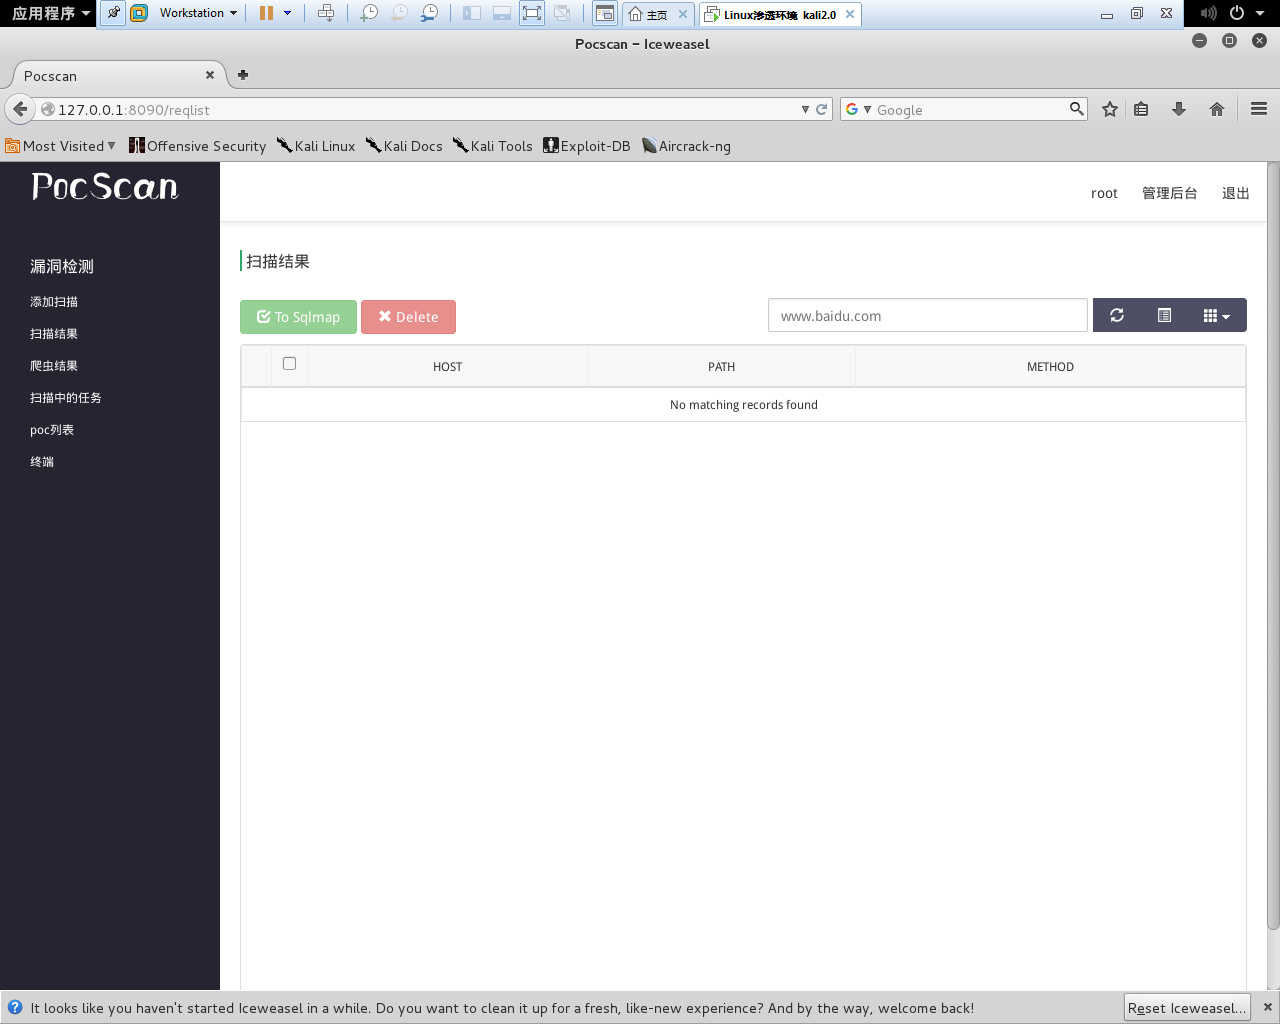 应用程序 Workstation 主页 Linux渗透环境 kali2.0
Pocscan - Iceweasel
Pocscan
127.0.0.1:8090/reqlist Google
Most Visited Offensive Security Kali Linux Kali Docs Kali Tools Exploit-DB Aircrack-ng
PocScan
root 管理后台 退出
漏洞检测
添加扫描
扫描结果
爬虫结果
扫描中的任务
poc列表
终端
扫描结果
To Sqlmap Delete www.baidu.com
HOST PATH METHOD
No matching records found
It looks like you haven't started Iceweasel in a while. Do you want to clean it up for a fresh, like-new experience? And by the way, welcome back! Reset Iceweasel...